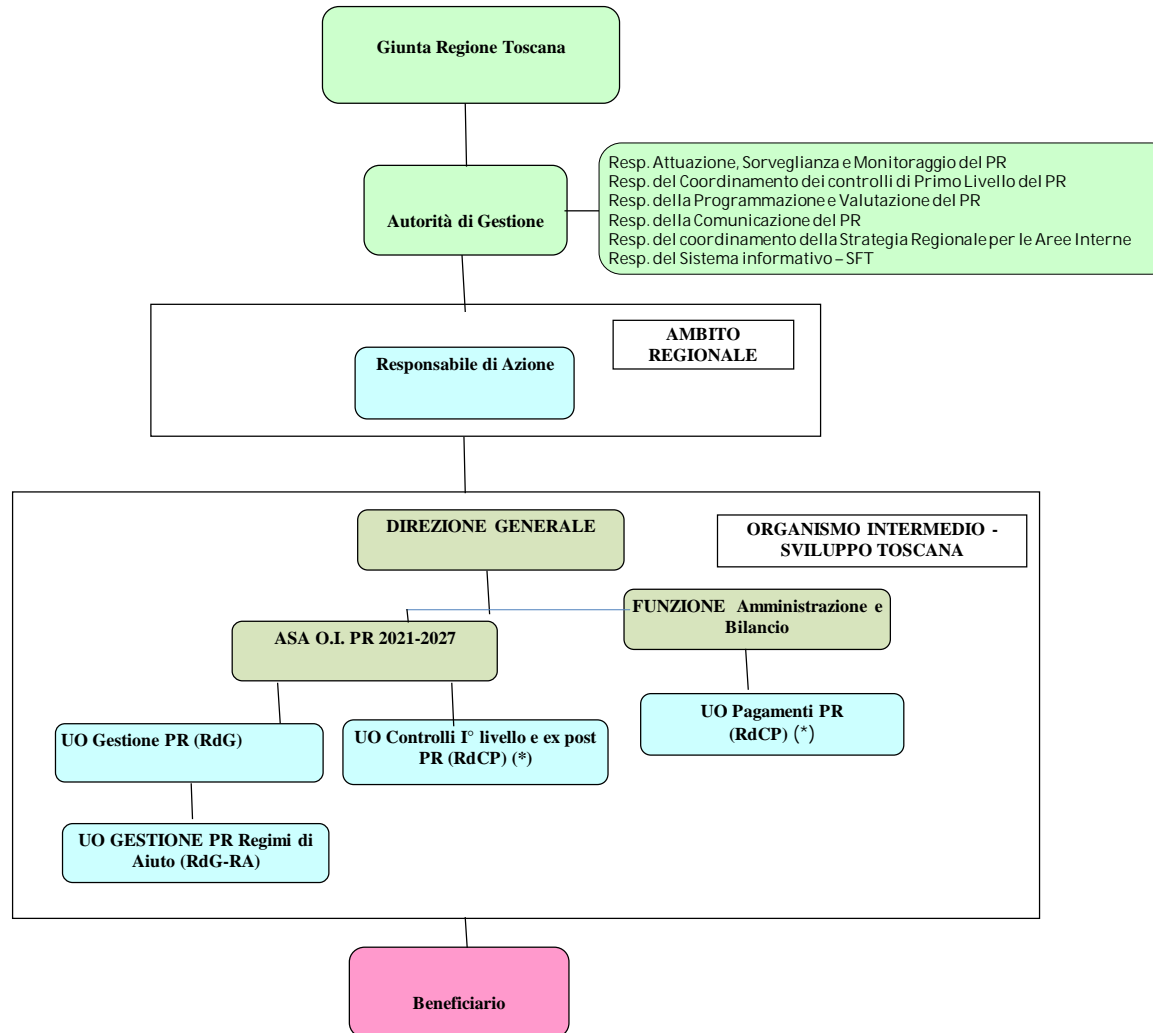 Giunta Regione Toscana
Autorità di Gestione
Resp. Attuazione, Sorveglianza e Monitoraggio del PR
Resp. del Coordinamento dei controlli di Primo Livello del PR
Resp. della Programmazione e Valutazione del PR
Resp. della Comunicazione del PR
Resp. del coordinamento della Strategia Regionale per le Aree Interne
Resp. del Sistema informativo – SFT
AMBITO
REGIONALE
Responsabile di Azione
DIREZIONE GENERALE
ORGANISMO INTERMEDIO -
SVILUPPO TOSCANA
FUNZIONE Amministrazione e
Bilancio
ASA O.I. PR 2021-2027
UO Gestione PR (RdG)
UO Controlli I° livello e ex post
PR (RdCP) (*)
UO Pagamenti PR
(RdCP) (*)
UO GESTIONE PR Regimi di
Aiuto (RdG-RA)
Beneficiario